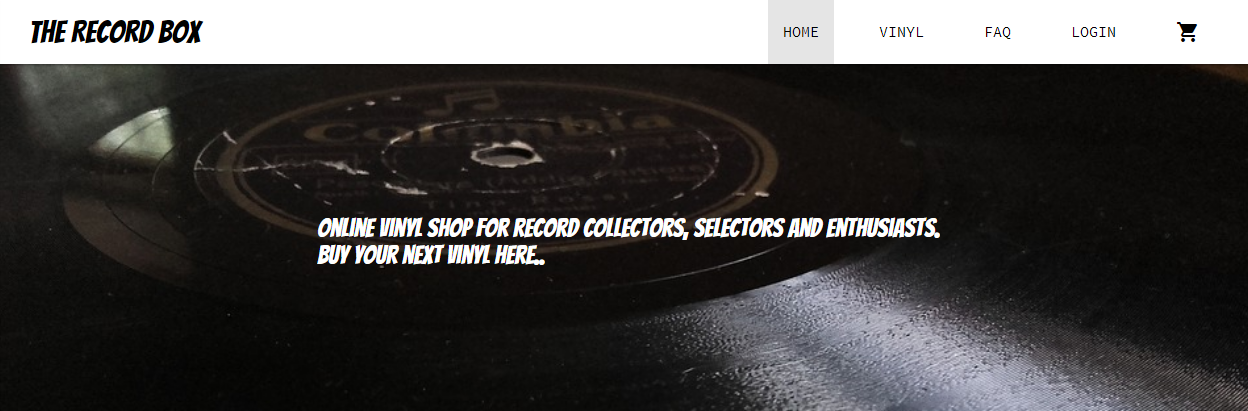 THE RECORD BOX
HOME VINYL FAQ LOGIN
Columbia
ONLINE VINYL SHOP FOR RECORD COLLECTORS, SELECTORS AND ENTHUSIASTS.
BUY YOUR NEXT VINYL HERE..